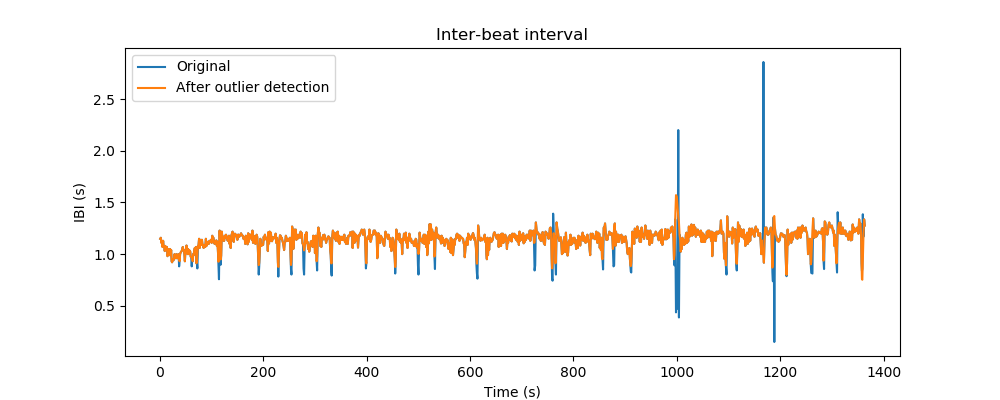 Inter-beat interval
Original
After outlier detection
2.5
2.0
1.5
1.0
0.5
IBI (s)
0 200 400 600 800 1000 1200 1400
Time (s)